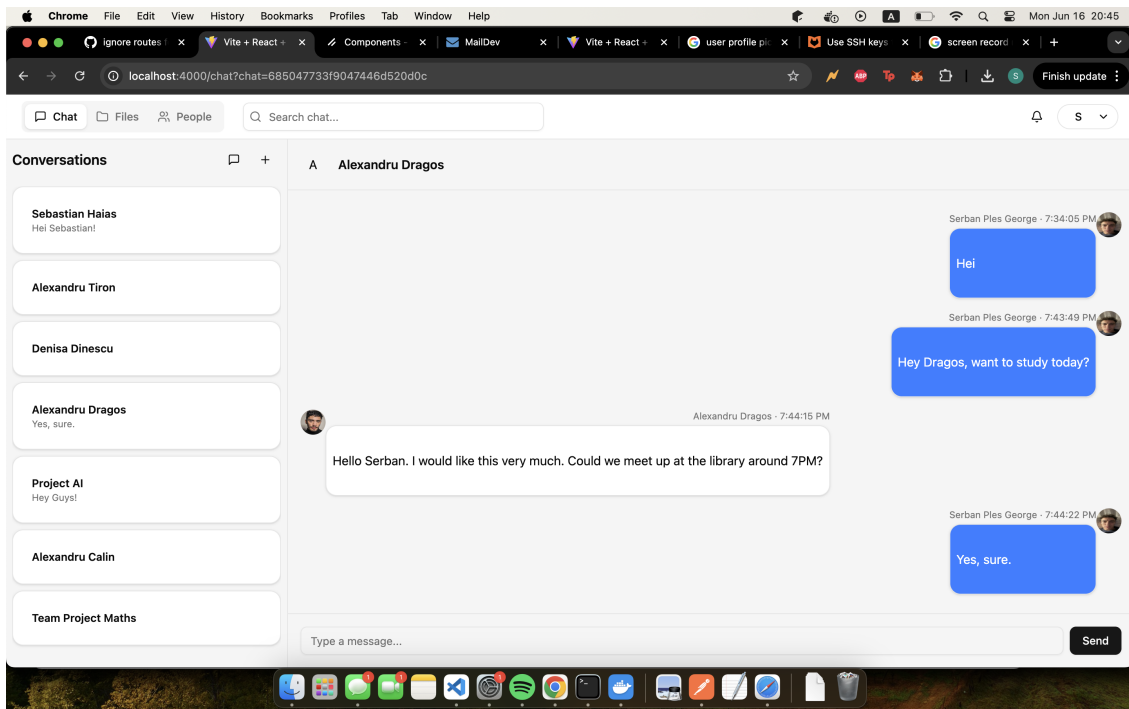 Chrome File Edit View History Bookmarks Profiles Tab Window Help
A
Mon Jun 16 20:45
ignore routes
Vite + React +
Components -
MailDev
Vite + React +
user profile pic
Use SSH keys
screen record
localhost:4000/chat?chat=685047733f9047446d520d0c
ABP
Tp
S
Finish update
Chat Files People
Search chat...
S
Conversations
A Alexandru Dragos
Sebastian Haias
Hei Sebastian!
Alexandru Tiron
Denisa Dinescu
Alexandru Dragos
Yes, sure.
Project AI
Hey Guys!
Alexandru Calin
Team Project Maths
Serban Ples George · 7:34:05 PM
Hei
Serban Ples George · 7:43:49 PM
Hey Dragos, want to study today?
Alexandru Dragos · 7:44:15 PM
Hello Serban. I would like this very much. Could we meet up at the library around 7PM?
Serban Ples George · 7:44:22 PM
Yes, sure.
Type a message...
Send
1
1
1